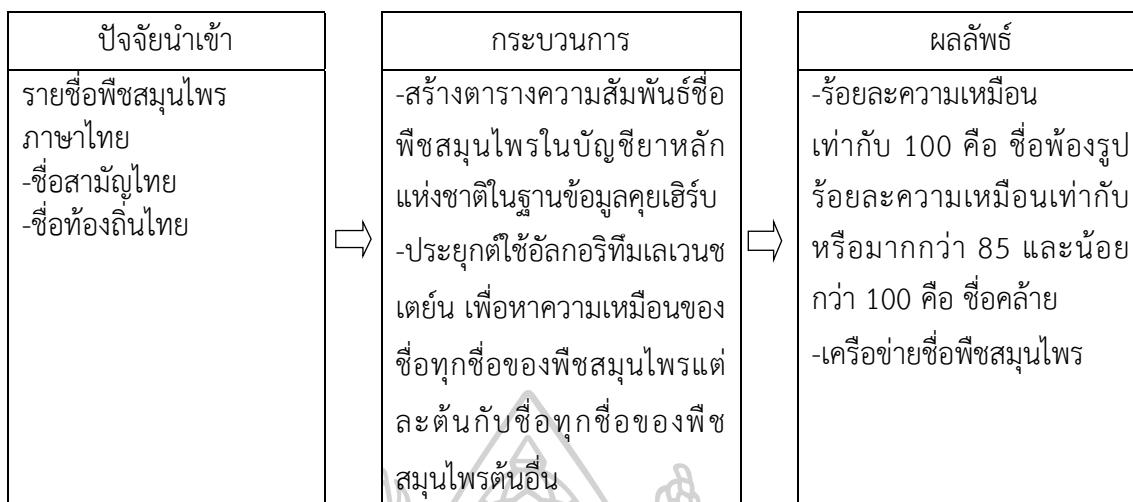 ปัจจัยนำเข้า
รายชื่อพืชสมุนไพร
ภาษาไทย
-ชื่อสามัญไทย
-ชื่อท้องถิ่นไทย
กระบวนการ
-สร้างตารางความสัมพันธ์ชื่อ
พืชสมุนไพรในบัญชียาหลัก
แห่งชาติในฐานข้อมูลคุยเฮิร์บ
-ประยุกต์ใช้อัลกอริทึมเลเวนช
เตย์น เพื่อหาความเหมือนของ
ชื่อทุกชื่อของพืชสมุนไพรแต่
ละต้นกับชื่อทุกชื่อของพืช
สมุนไพรต้นอื่น
ผลลัพธ์
-ร้อยละความเหมือน
เท่ากับ 100 คือ ชื่อพ้องรูป
ร้อยละความเหมือนเท่ากับ
หรือมากกว่า 85 และน้อย
กว่า 100 คือ ชื่อคล้าย
-เครือข่ายชื่อพืชสมุนไพร